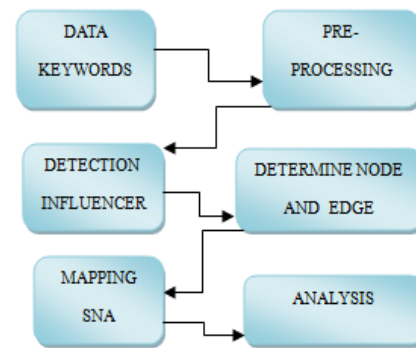 DATA
KEYWORDS
PRE-
PROCESSING
DETECTION
INFLUENCER
DETERMINE NODE
AND EDGE
MAPPING
SNA
ANALYSIS